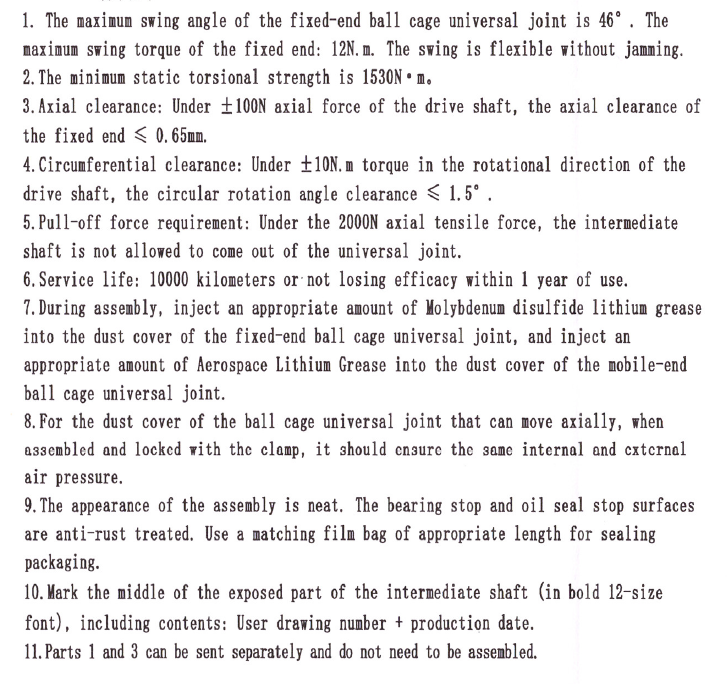 1. The maximum swing angle of the fixed-end ball cage universal joint is 46°. The
maximum swing torque of the fixed end: 12N.m. The swing is flexible without jamming.
2.The minimum static torsional strength is 1530N•m。
3.Axial clearance: Under ±100N axial force of the drive shaft, the axial clearance of
the fixed end ≤ 0.65mm.
4.Circumferential clearance: Under ±10N.m torque in the rotational direction of the
drive shaft, the circular rotation angle clearance ≤ 1.5°.
5.Pull-off force requirement: Under the 2000N axial tensile force, the intermediate
shaft is not allowed to come out of the universal joint.
6.Service life: 10000 kilometers or not losing efficacy within 1 year of use.
7.During assembly, inject an appropriate amount of Molybdenum disulfide lithium grease
into the dust cover of the fixed-end ball cage universal joint, and inject an
appropriate amount of Aerospace Lithium Grease into the dust cover of the mobile-end
ball cage universal joint.
8.For the dust cover of the ball cage universal joint that can move axially, when
assembled and locked with the clamp, it should ensure the same internal and external
air pressure.
9.The appearance of the assembly is neat. The bearing stop and oil seal stop surfaces
are anti-rust treated. Use a matching film bag of appropriate length for sealing
packaging.
10.Mark the middle of the exposed part of the intermediate shaft (in bold 12-size
font), including contents: User drawing number + production date.
11.Parts 1 and 3 can be sent separately and do not need to be assembled.